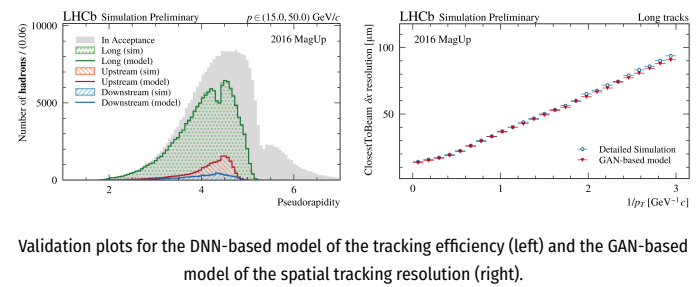 LHCb Simulation Preliminary p∈(15.0, 50.0) GeV/c
2016 MagUp
In Acceptance
Long (sim)
Long (model)
Upstream (sim)
Upstream (model)
Downstream (sim)
Downstream (model)
Number of hadrons / (0.06)
10000
5000
0
2 4 6
Pseudorapidity
LHCb Simulation Preliminary Long tracks
2016 MagUp
ClosestToBeam δx resolution [μm]
100
50
Detailed Simulation
GAN-based model
0 1 2 3
1/pT [GeV⁻¹ c]
Validation plots for the DNN-based model of the tracking efficiency (left) and the GAN-based
model of the spatial tracking resolution (right).